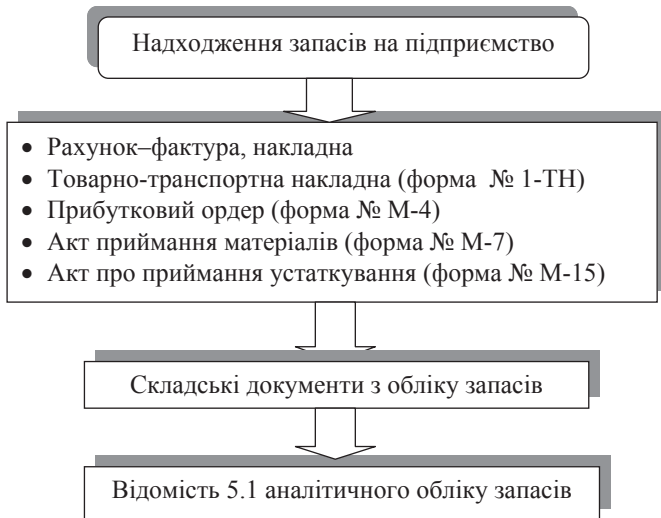 Надходження запасів на підприємство
• Рахунок–фактура, накладна
• Товарно-транспортна накладна (форма № 1-ТН)
• Прибутковий ордер (форма № М-4)
• Акт приймання матеріалів (форма № М-7)
• Акт про приймання устаткування (форма № М-15)
Складські документи з обліку запасів
Відомість 5.1 аналітичного обліку запасів